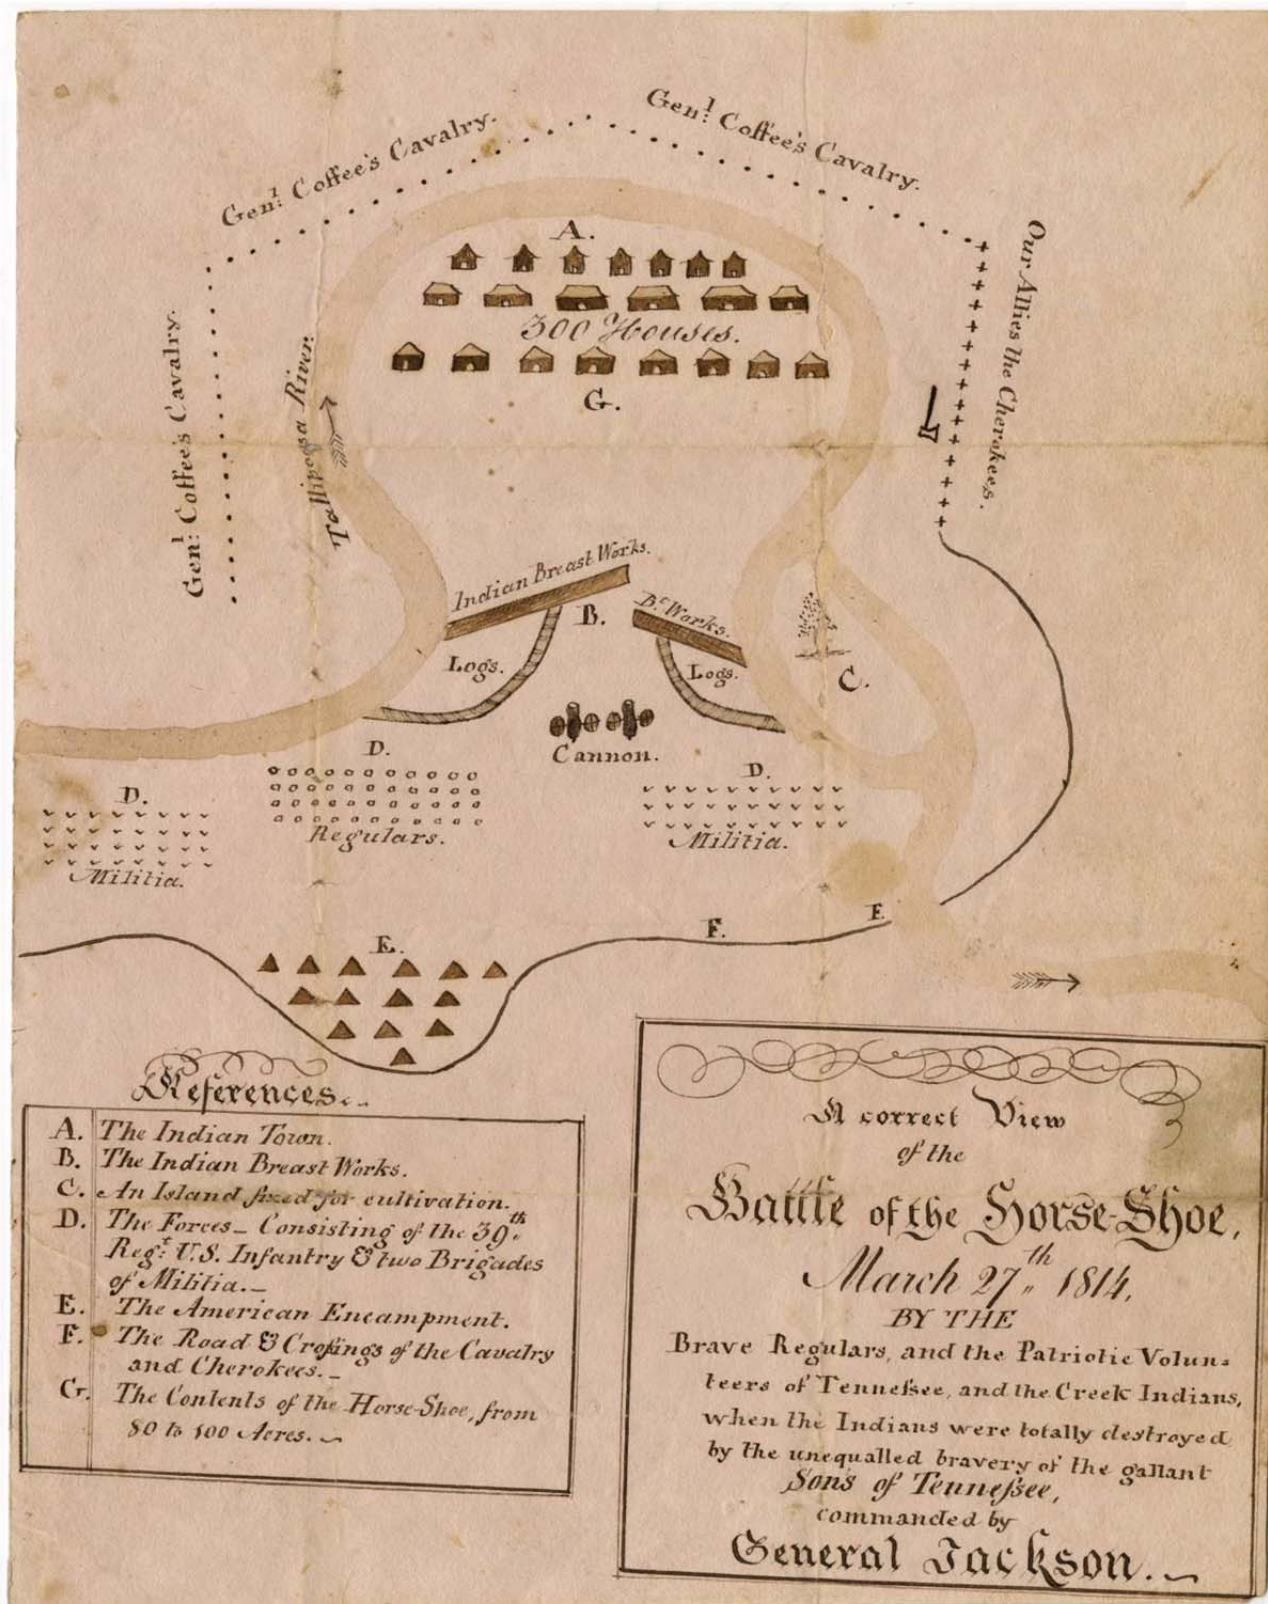 Gen:l Coffee's Cavalry.
Gen:l Coffee's Cavalry.
Gen:l Coffee's Cavalry.
Our Allies the Cherokees.
A.
300 Houses.
G.
Tallipoosa River.
Indian Breast Works.
B.
Bt Works.
Logs.
Logs.
C.
Cannon.
D.
D.
D.
Regulars.
Militia.
Militia.
E.
F.
F.
References.
A. The Indian Town.
B. The Indian Breast Works.
C. An Island for cultivation.
D. The Forces_ Consisting of the 39th
Regt: U.S. Infantry & two Brigades
of Militia._
E. The American Encampment.
F. The Road & Croſsings of the Cavalry
and Cherokees._
G. The Contents of the Horse-Shoe, from
80 to 100 Acres.
A correct View
of the
Battle of the Horse-Shoe,
March 27th 1814,
BY THE
Brave Regulars, and the Patriotic Volun=
teers of Tenneſsee, and the Creek Indians,
when the Indians were totally destroyed
by the unequalled bravery of the gallant
Sons of Tenneſsee,
commanded by
General Jackson.